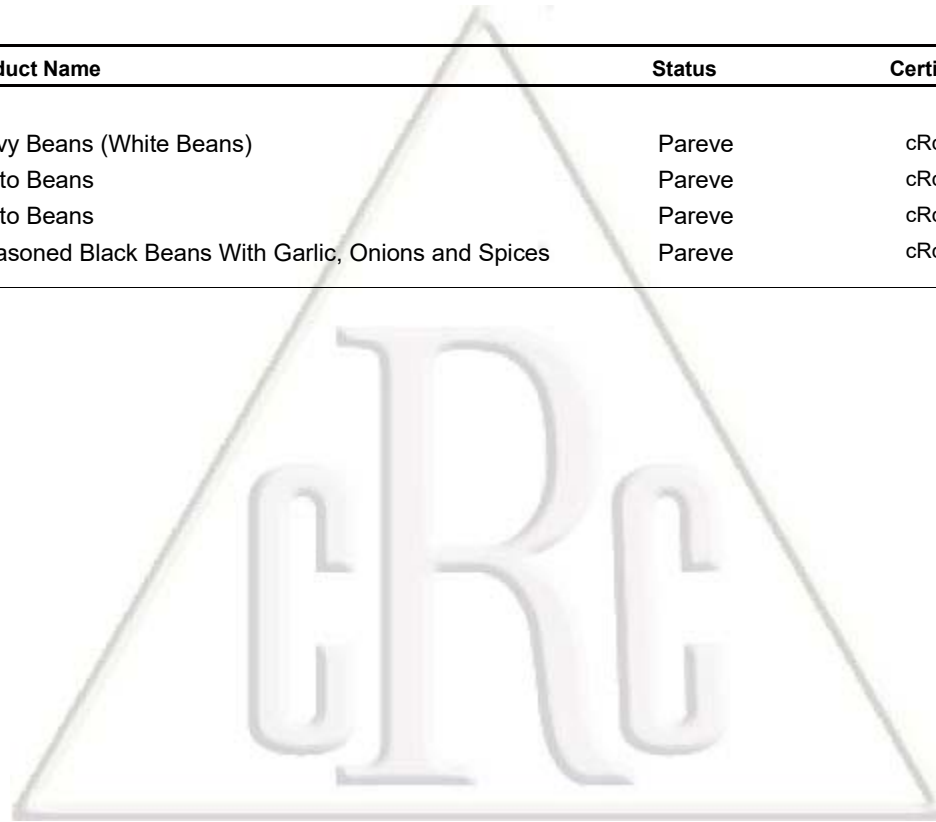 duct Name Status Certi
vy Beans (White Beans) Pareve cRc
to Beans Pareve cRc
to Beans Pareve cRc
asoned Black Beans With Garlic, Onions and Spices Pareve cRc
cRc